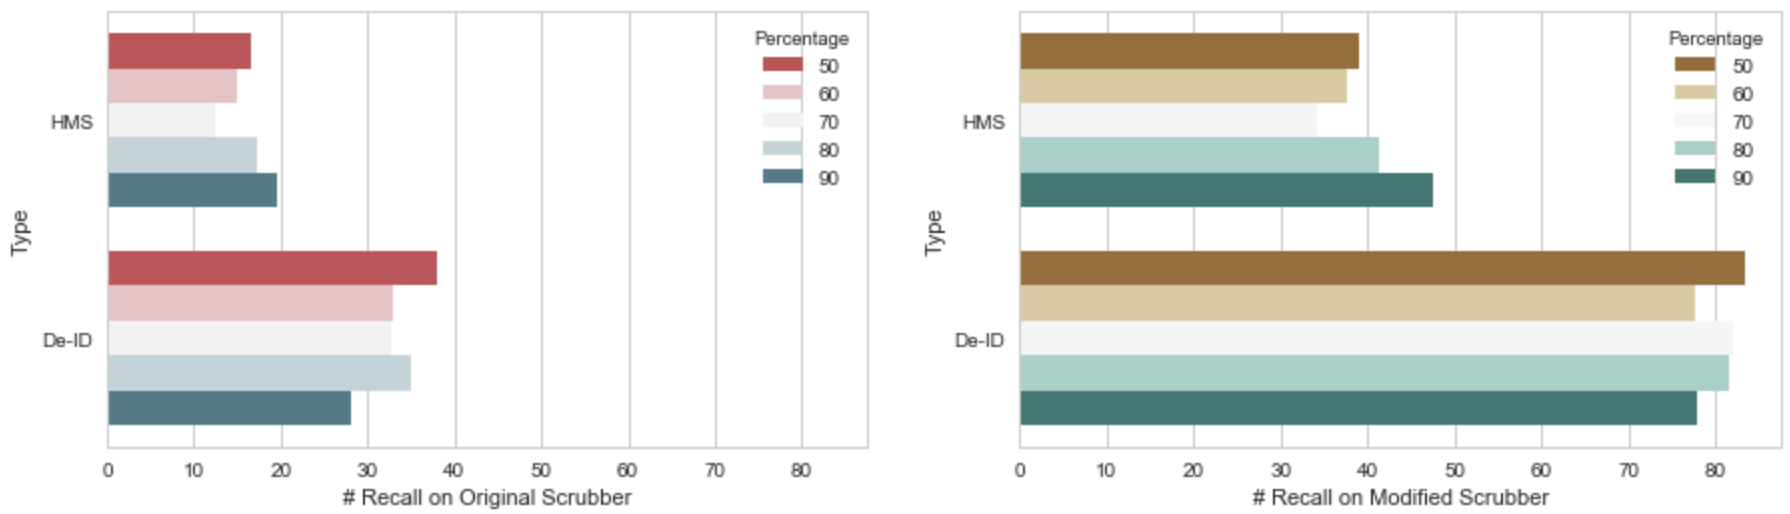 Percentage
50
60
70
80
90
HMS
De-ID
Type
0 10 20 30 40 50 60 70 80
# Recall on Original Scrubber
Percentage
50
60
70
80
90
HMS
De-ID
Type
0 10 20 30 40 50 60 70 80
# Recall on Modified Scrubber